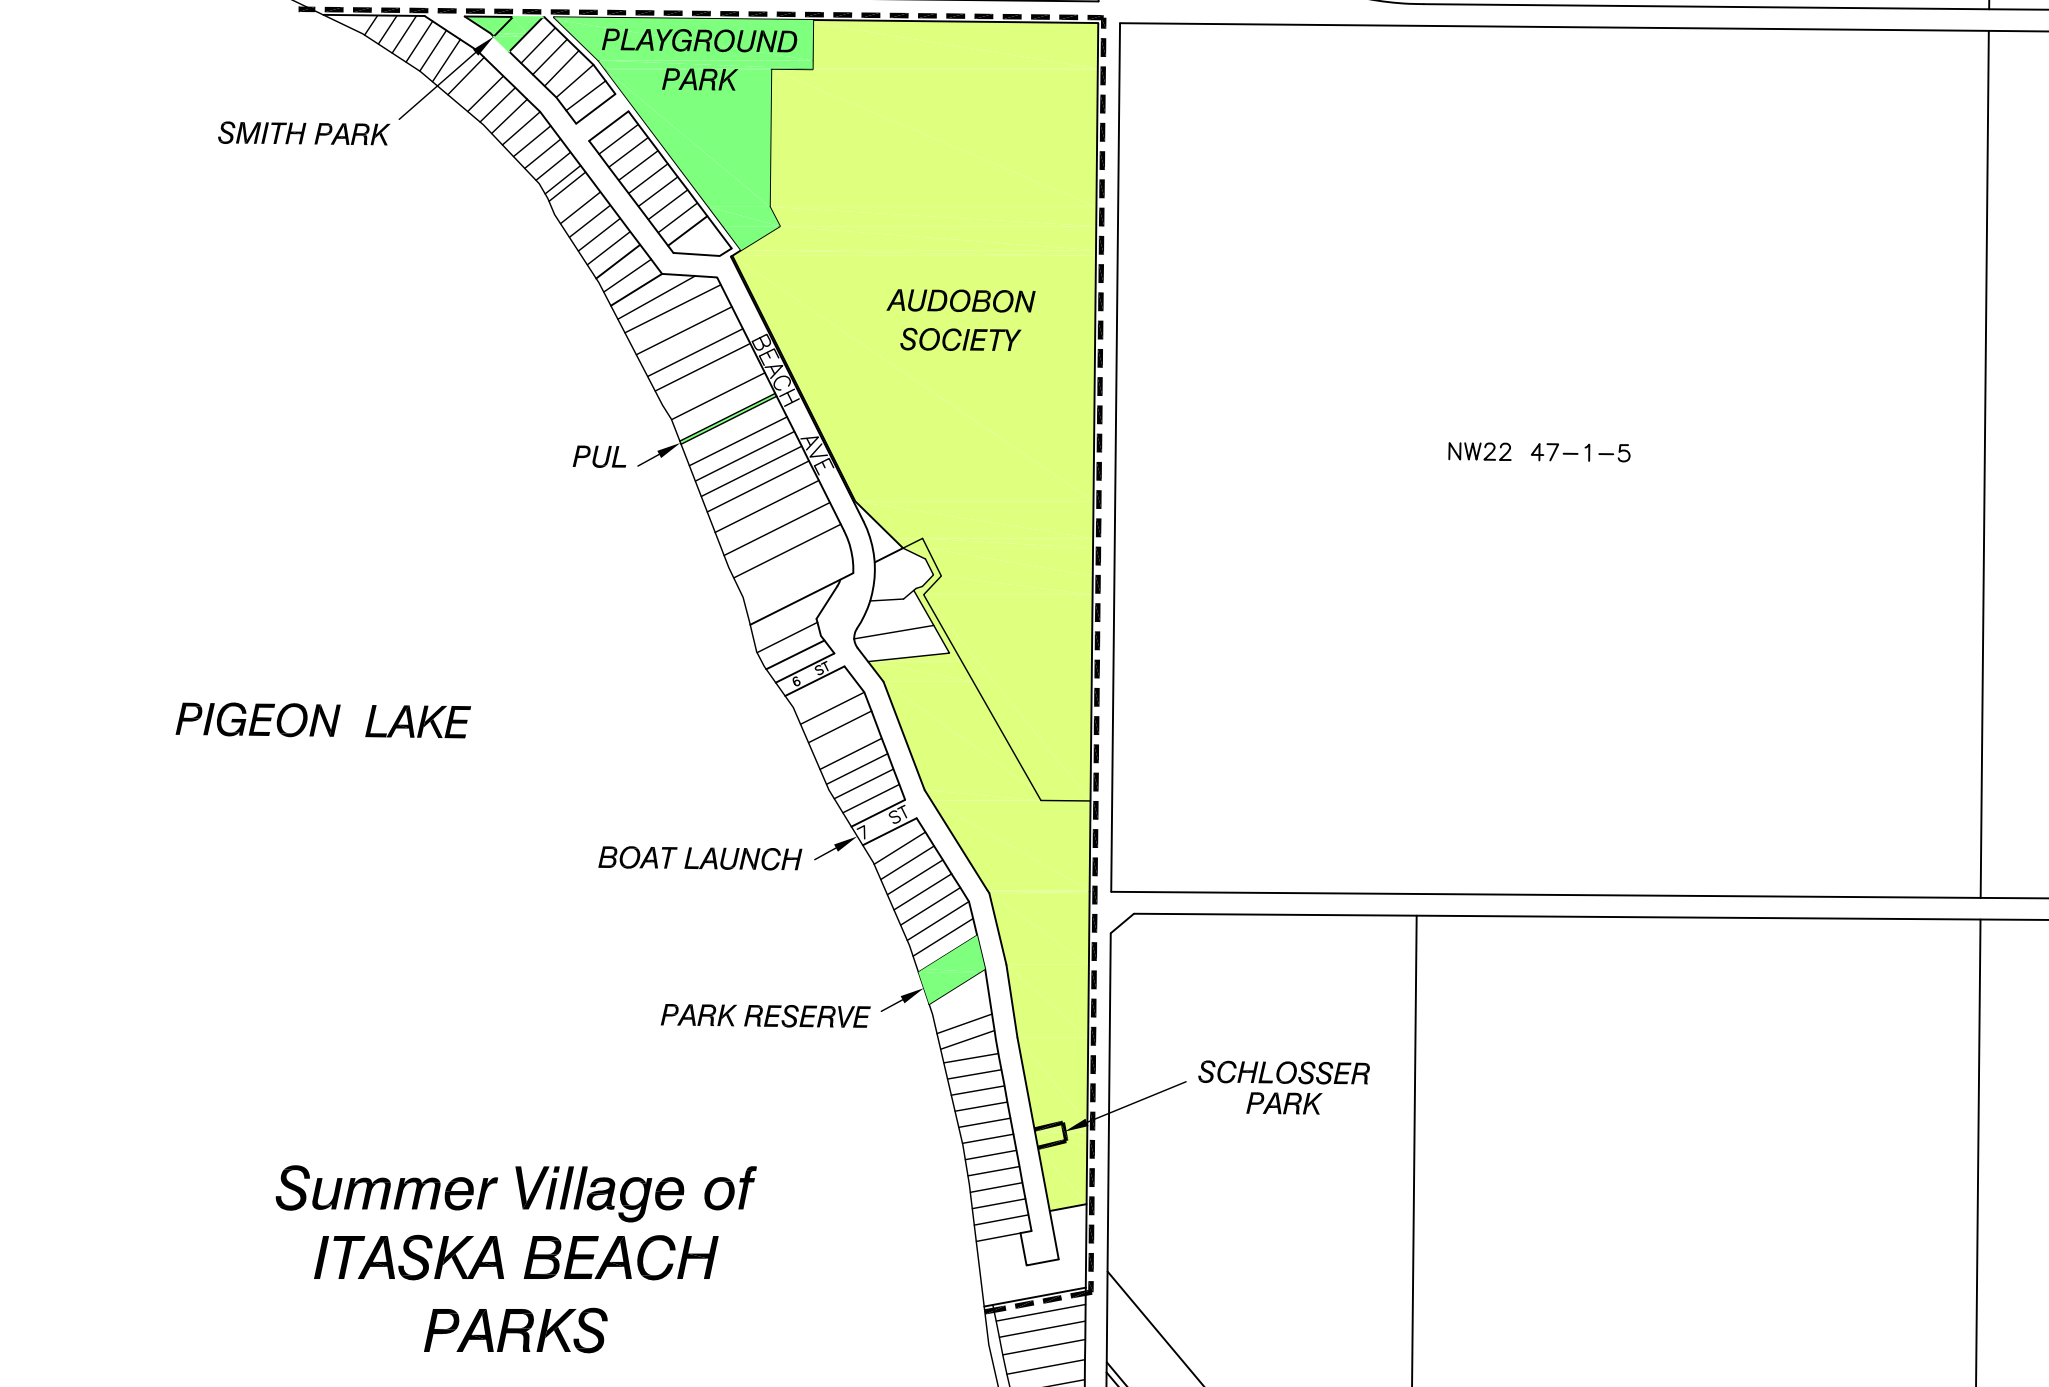 PLAYGROUND
PARK
SMITH PARK
AUDOBON
SOCIETY
BEACH AVE
NW22 47-1-5
PUL
6 ST
PIGEON LAKE
7 ST
BOAT LAUNCH
PARK RESERVE
SCHLOSSER
PARK
Summer Village of
ITASKA BEACH
PARKS